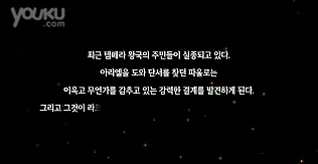 YOUKU
.com
최근 템페라 왕국의 주민들이 실종되고 있다.
아리엘을 도와 단서를 찾던 파울로는
이윽고 무언가를 감추고 있는 강력한 결계를 발견하게 된다.
그리고 그것이 라